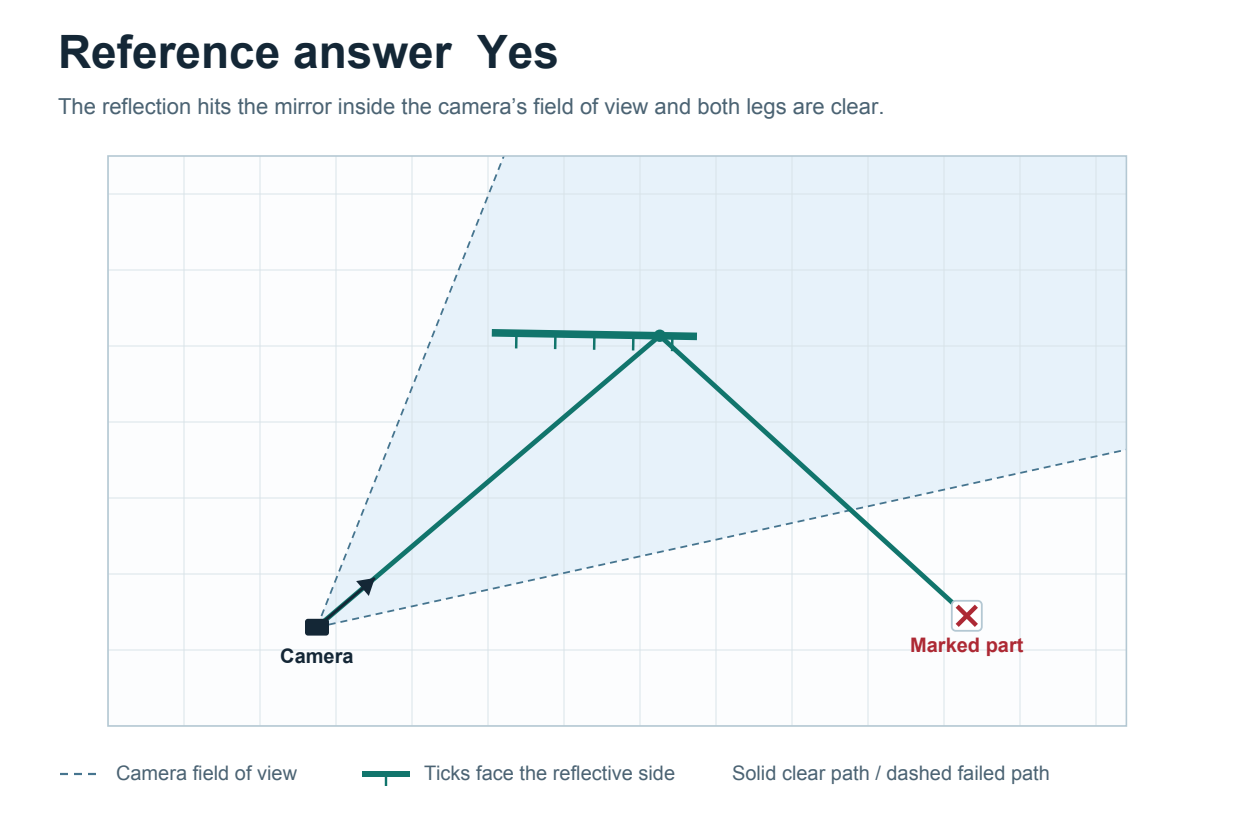 Reference answer  Yes
The reflection hits the mirror inside the camera’s field of view and both legs are clear.
Camera
Marked part
Camera field of view
Ticks face the reflective side
Solid clear path / dashed failed path